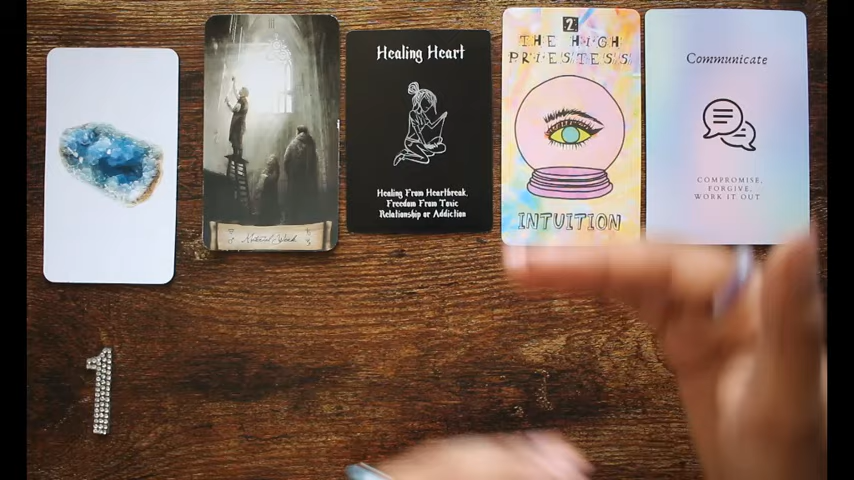 Healing Heart
Healing From Heartbreak,
Freedom From Toxic
Relationship or Addiction
2
THE HIGH
PRIESTESS
INTUITION
Communicate
COMPROMISE,
FORGIVE,
WORK IT OUT
1